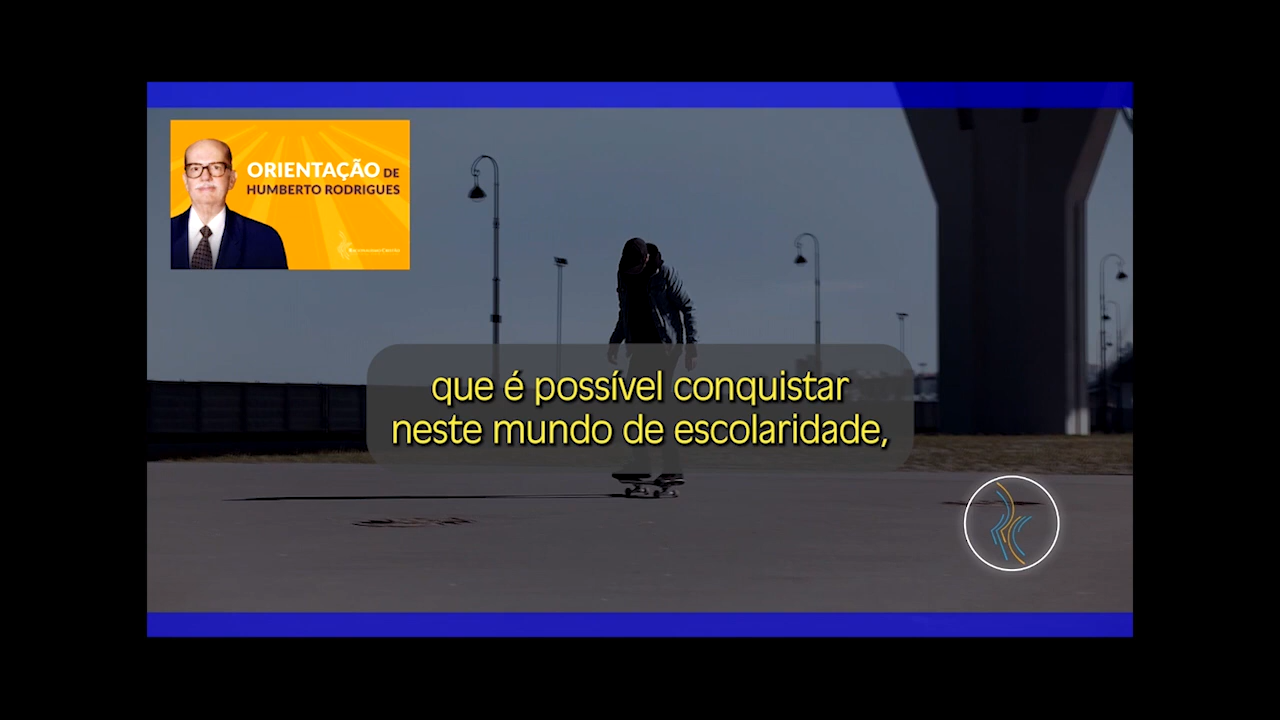 ORIENTAÇÃO DE
HUMBERTO RODRIGUES
que é possível conquistar
neste mundo de escolaridade,